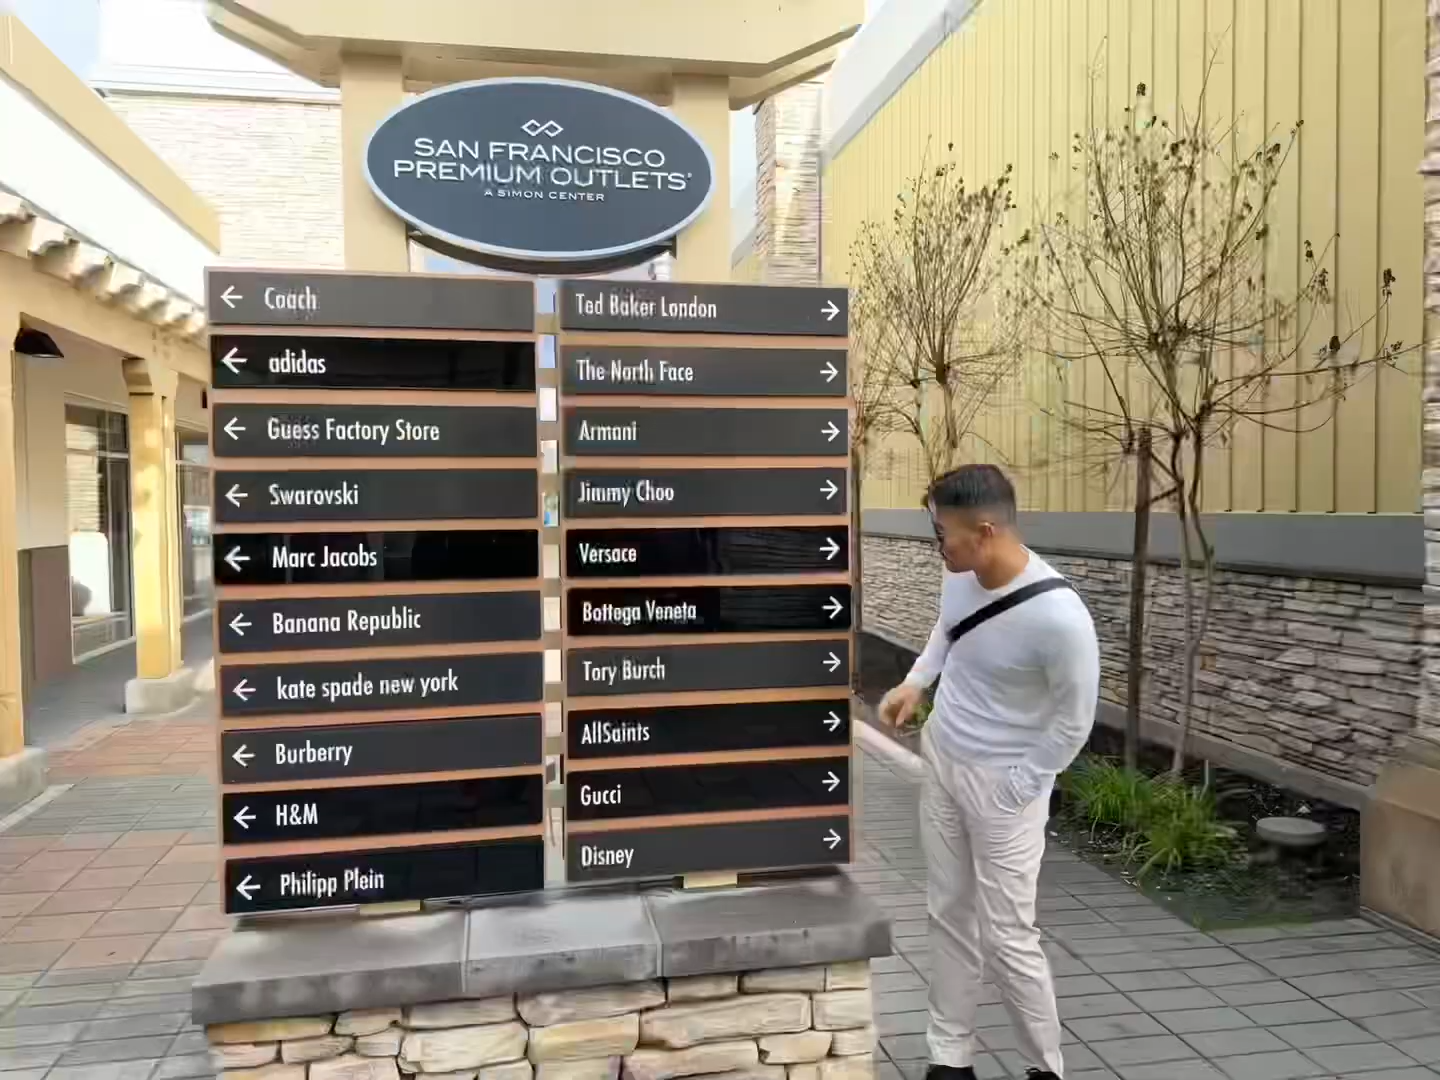 SAN FRANCISCO
PREMIUM OUTLETS®
A SIMON CENTER
← Coach
← adidas
← Guess Factory Store
← Swarovski
← Marc Jacobs
← Banana Republic
← kate spade new york
← Burberry
← H&M
← Philipp Plein
Ted Baker London →
The North Face →
Armani →
Jimmy Choo →
Versace →
Bottega Veneta →
Tory Burch →
AllSaints →
Gucci →
Disney →